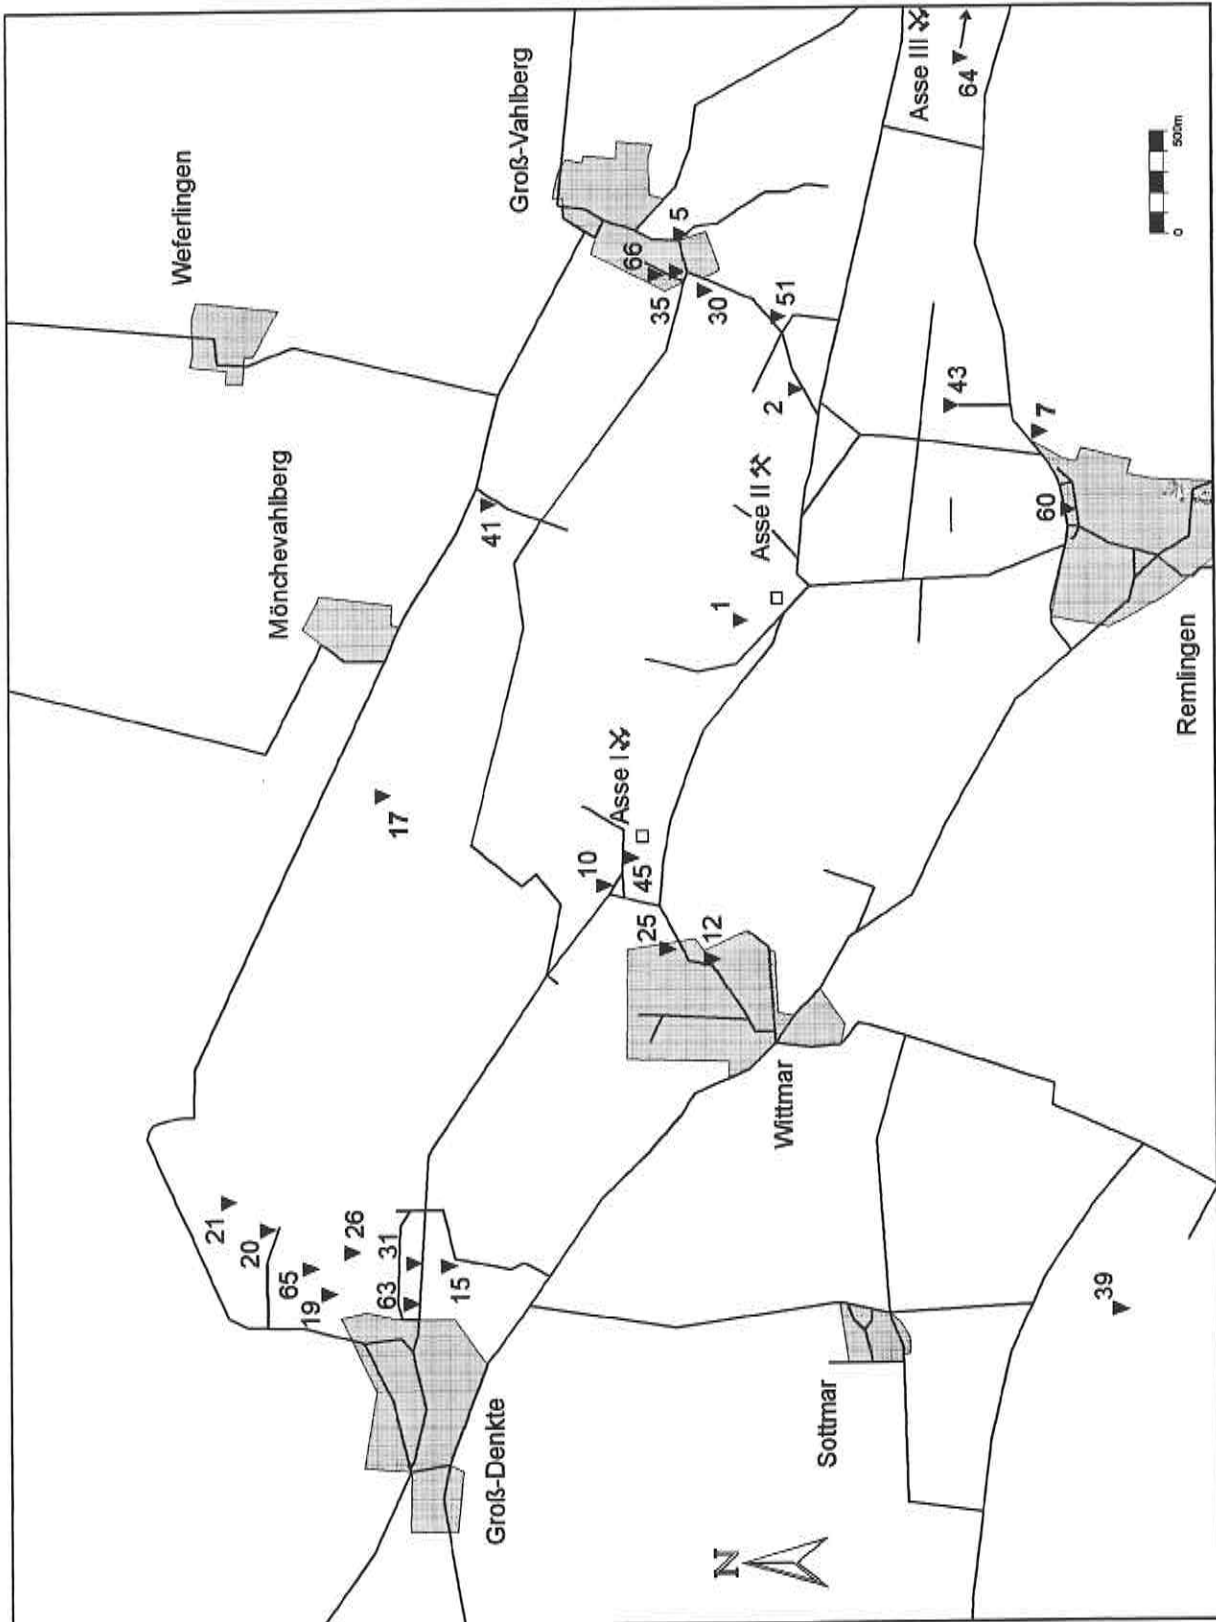 Weferlingen
21
20
Mönchevahlberg
65
19
26
63
31
17
15
41
Groß-Denkte
Groß-Vahlberg
10
Asse I
66
45
25
35
5
12
30
1
N
Asse II
2
Wittmar
51
Sottmar
Asse III
43
64
7
60
39
0 500m
Remlingen